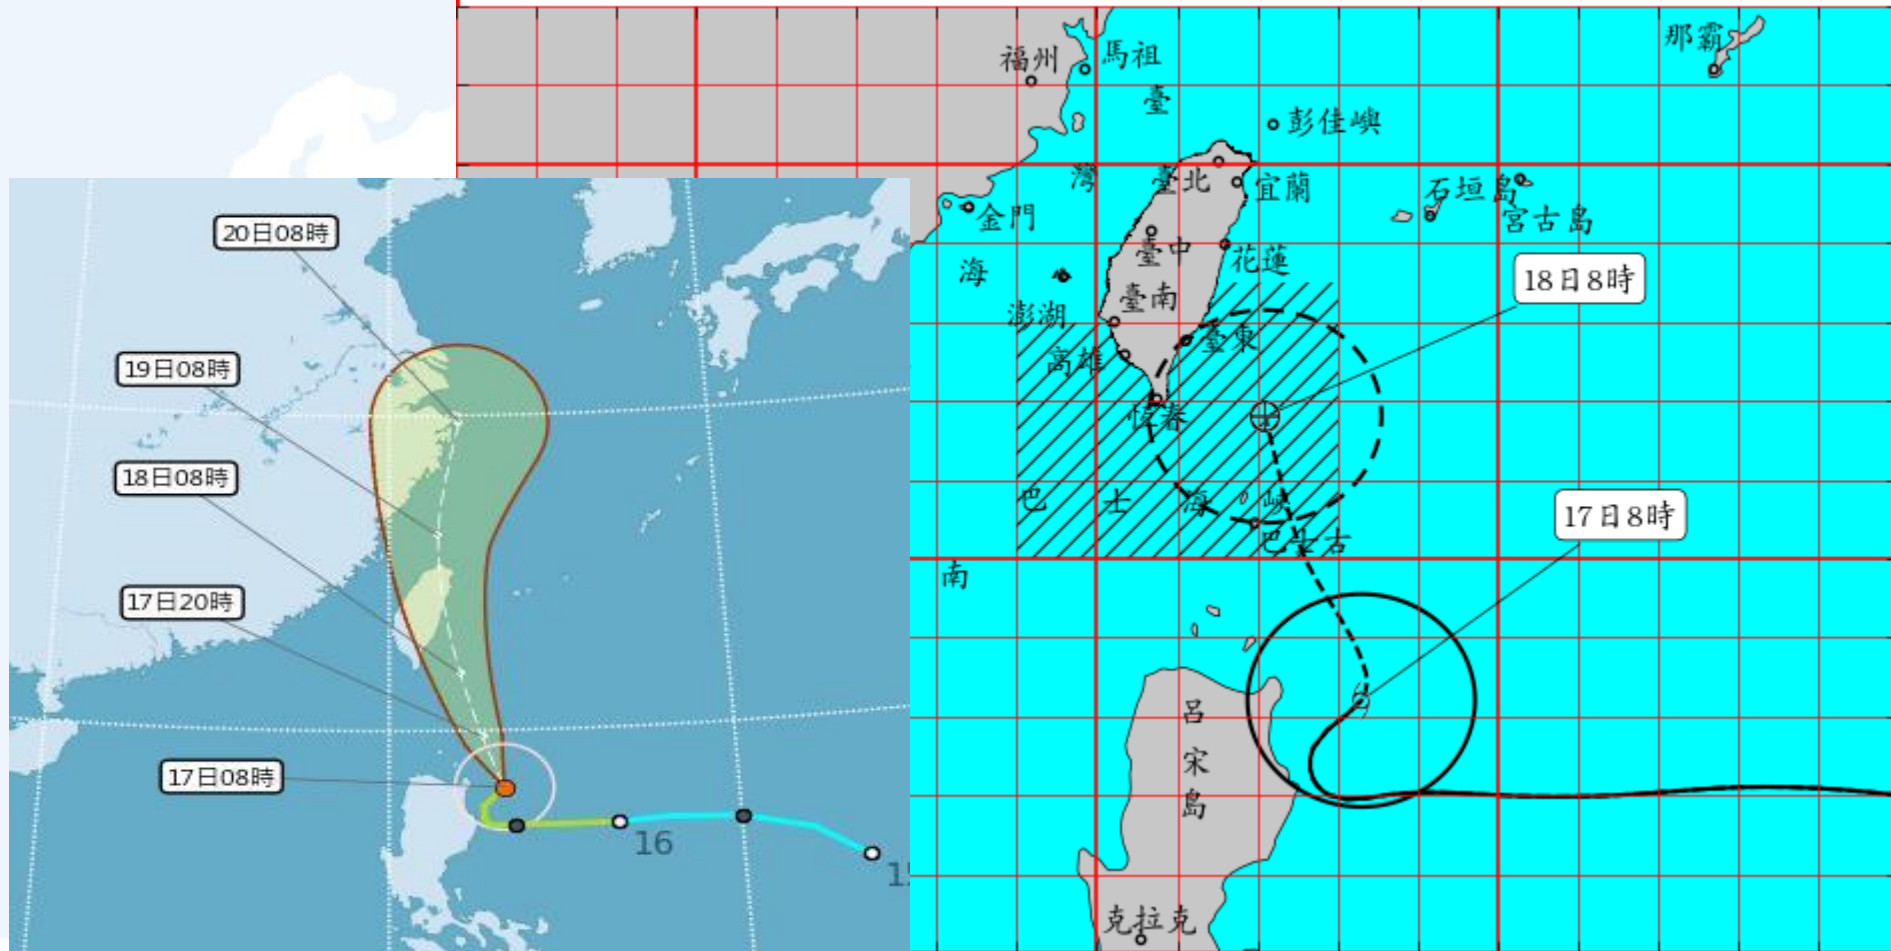 20日08時
19日08時
18日08時
17日20時
17日08時
16
福州
馬祖
那霸
臺
彭佳嶼
灣
臺北
宜蘭
石垣島
宮古島
金門
臺中
花蓮
海
18日8時
臺南
澎湖
臺東
高雄
恆春
巴
士
海
峽
17日8時
巴士古
南
呂
宋
島
克拉克